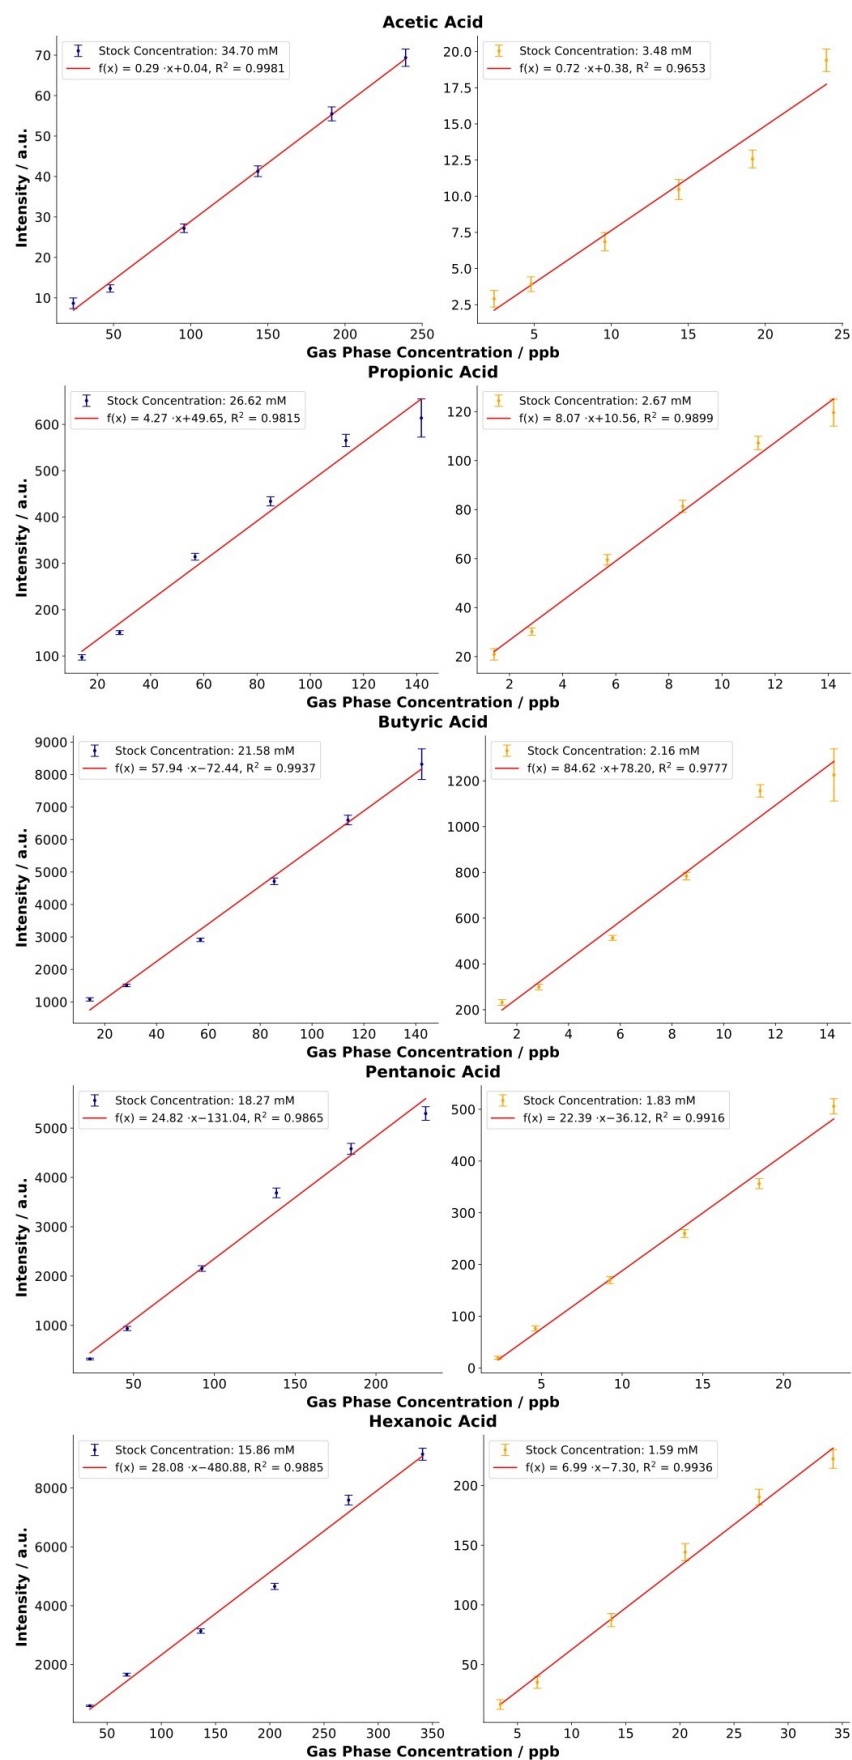 Acetic Acid
Stock Concentration: 34.70 mM
f(x) = 0.29 ·x+0.04, R² = 0.9981
Stock Concentration: 3.48 mM
f(x) = 0.72 ·x+0.38, R² = 0.9653
Intensity / a.u.
70
60
50
40
30
20
10
20.0
17.5
15.0
12.5
10.0
7.5
5.0
2.5
50 100 150 200 250
5 10 15 20 25
Gas Phase Concentration / ppb
Propionic Acid
Stock Concentration: 26.62 mM
f(x) = 4.27 ·x+49.65, R² = 0.9815
Stock Concentration: 2.67 mM
f(x) = 8.07 ·x+10.56, R² = 0.9899
Intensity / a.u.
600
500
400
300
200
100
120
100
80
60
40
20
20 40 60 80 100 120 140
2 4 6 8 10 12 14
Gas Phase Concentration / ppb
Butyric Acid
Stock Concentration: 21.58 mM
f(x) = 57.94 ·x−72.44, R² = 0.9937
Stock Concentration: 2.16 mM
f(x) = 84.62 ·x+78.20, R² = 0.9777
Intensity / a.u.
9000
8000
7000
6000
5000
4000
3000
2000
1000
1200
1000
800
600
400
200
20 40 60 80 100 120 140
2 4 6 8 10 12 14
Gas Phase Concentration / ppb
Pentanoic Acid
Stock Concentration: 18.27 mM
f(x) = 24.82 ·x−131.04, R² = 0.9865
Stock Concentration: 1.83 mM
f(x) = 22.39 ·x−36.12, R² = 0.9916
Intensity / a.u.
5000
4000
3000
2000
1000
500
400
300
200
100
0
50 100 150 200
5 10 15 20
Gas Phase Concentration / ppb
Hexanoic Acid
Stock Concentration: 15.86 mM
f(x) = 28.08 ·x−480.88, R² = 0.9885
Stock Concentration: 1.59 mM
f(x) = 6.99 ·x−7.30, R² = 0.9936
Intensity / a.u.
8000
6000
4000
2000
200
150
100
50
50 100 150 200 250 300 350
5 10 15 20 25 30 35
Gas Phase Concentration / ppb